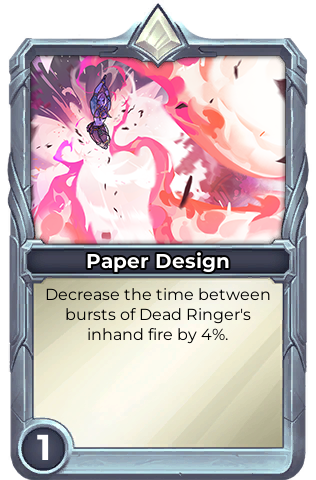 Paper Design
Decrease the time between
bursts of Dead Ringer's
inhand fire by 4%.
1